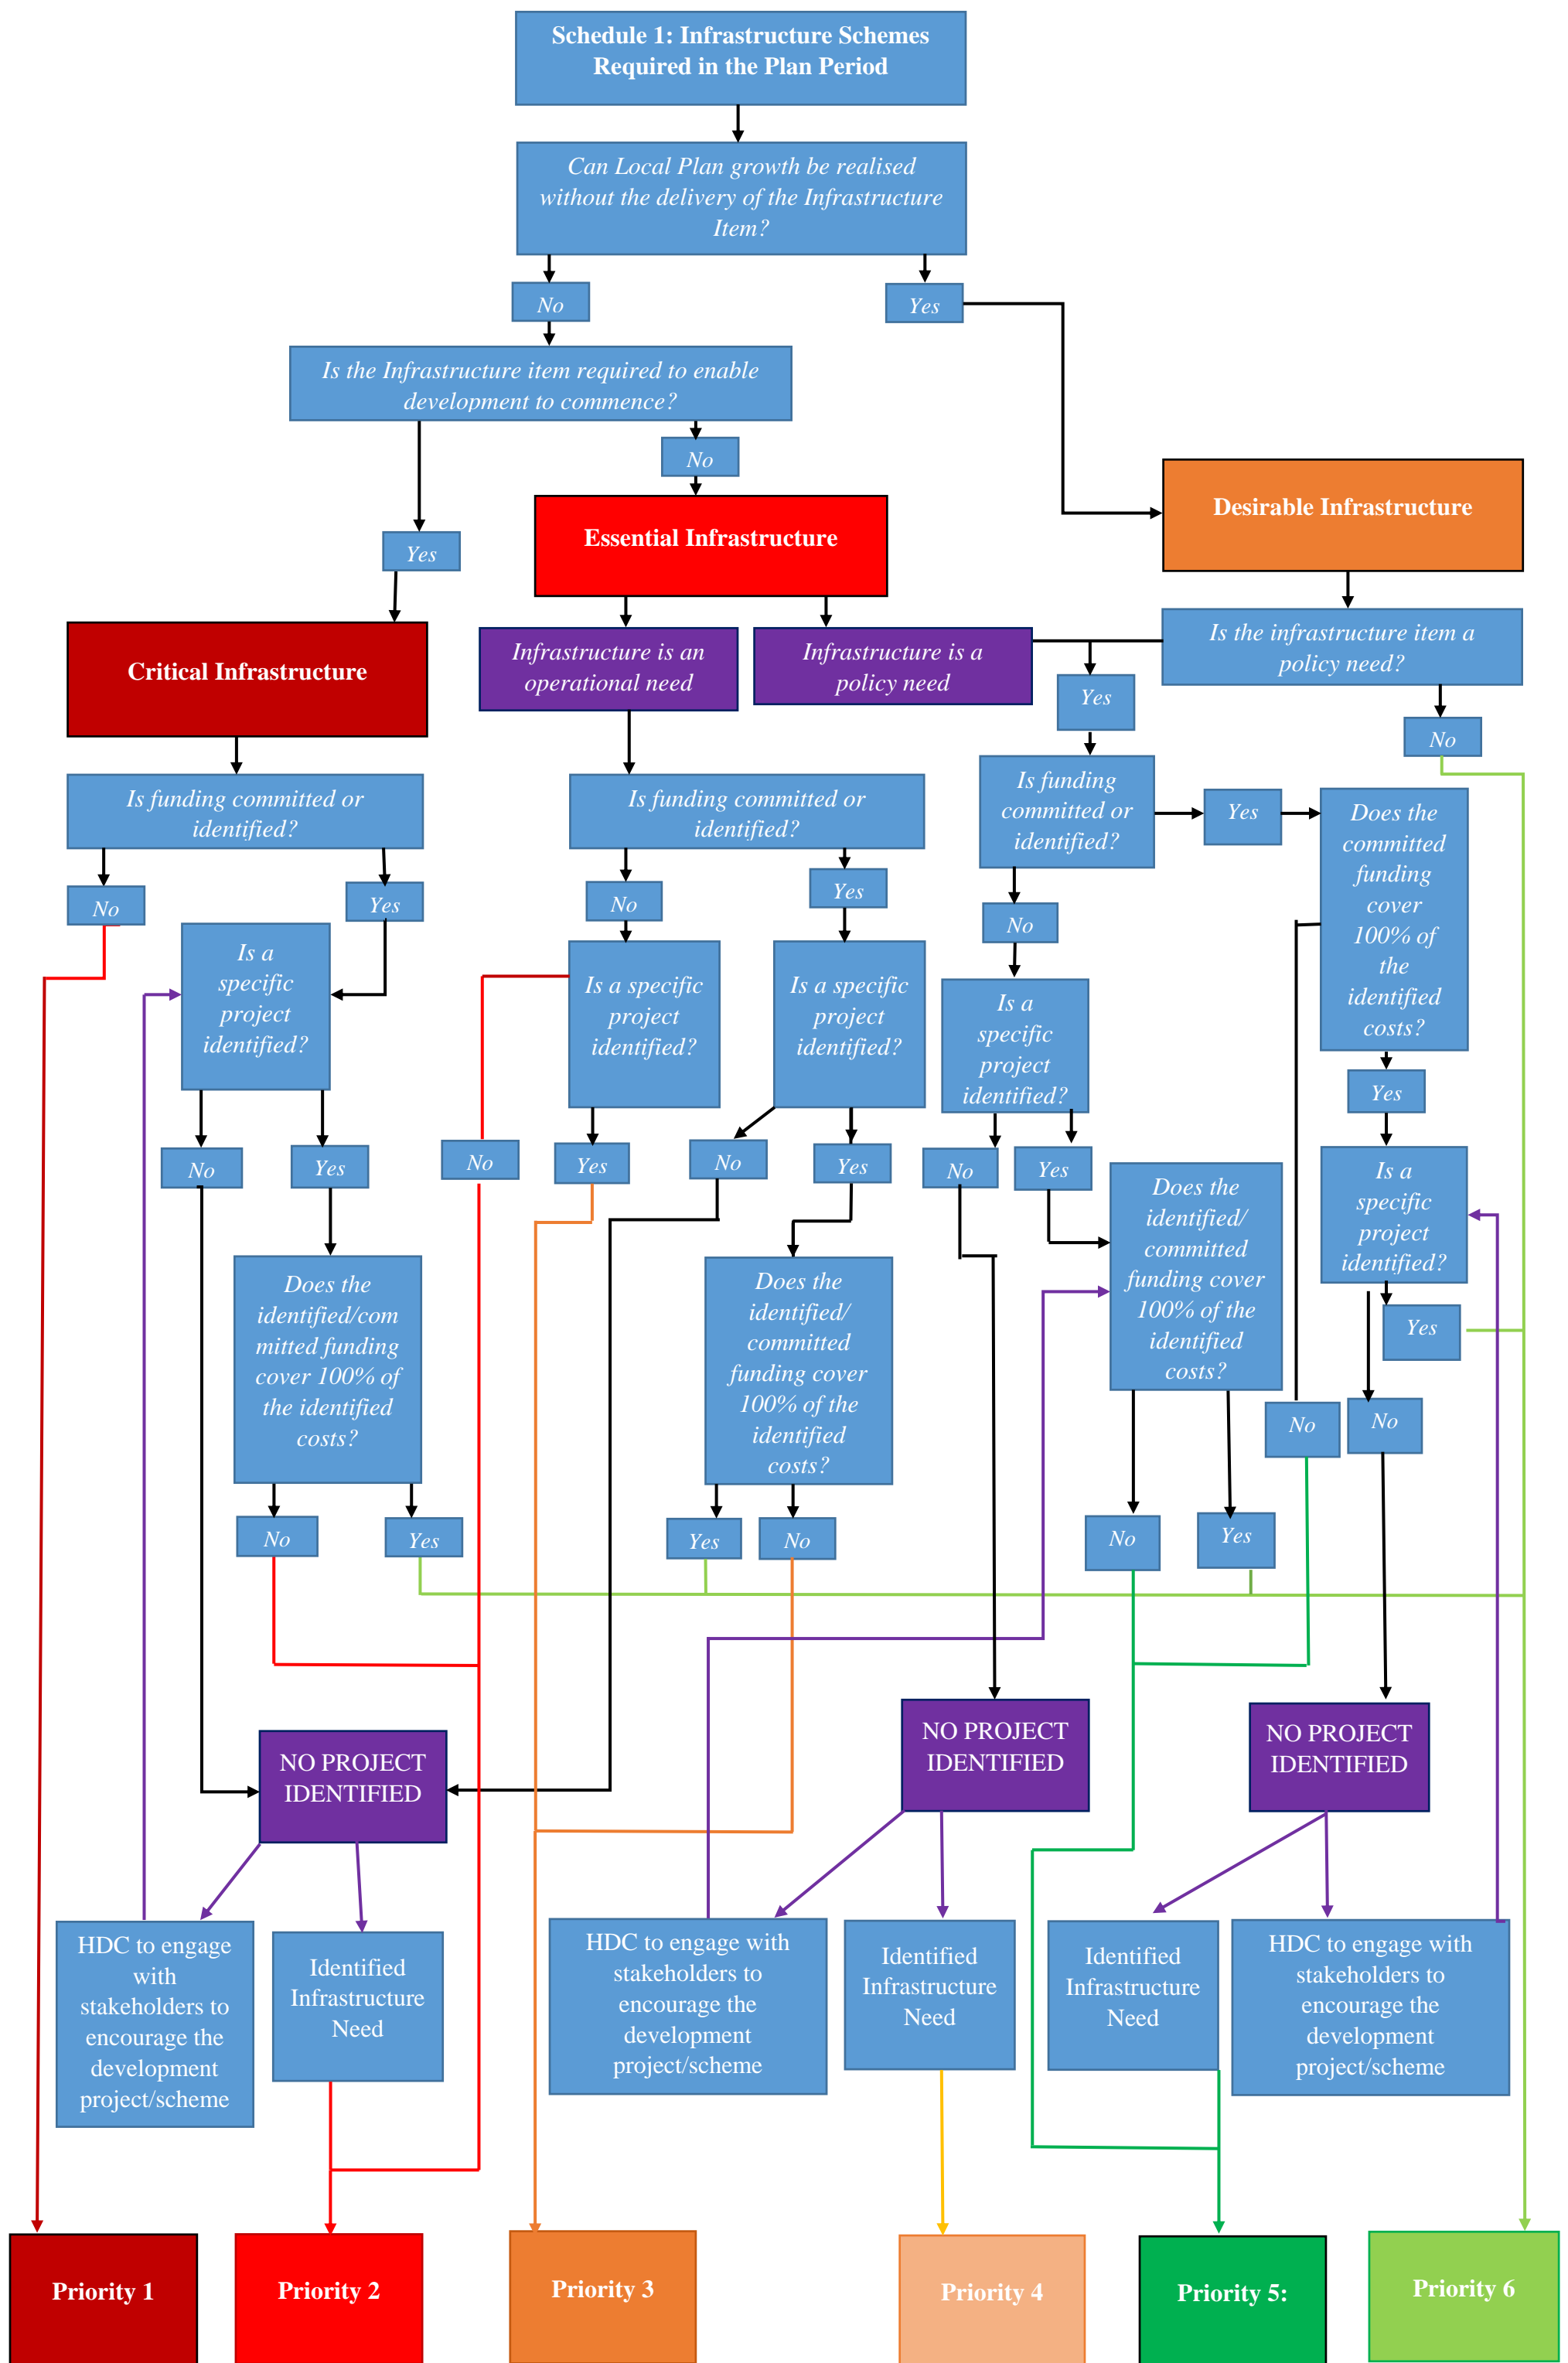 Schedule 1: Infrastructure Schemes
Required in the Plan Period
Can Local Plan growth be realised
without the delivery of the Infrastructure
Item?
No
Yes
Is the Infrastructure item required to enable
development to commence?
No
Yes
Essential Infrastructure
Desirable Infrastructure
Critical Infrastructure
Infrastructure is an
operational need
Infrastructure is a
policy need
Is the infrastructure item a
policy need?
Yes
No
Is funding committed or
identified?
Is funding committed or
identified?
Is funding
committed or
identified?
Yes
Does the
committed
funding
cover
100% of
the
identified
costs?
No
Yes
No
Yes
No
Is a
specific
project
identified?
Is a specific
project
identified?
Is a specific
project
identified?
Is a
specific
project
identified?
Yes
No
Yes
No
Yes
No
Yes
No
Yes
Is a
specific
project
identified?
Does the
identified/
committed
funding cover
100% of the
identified
costs?
Does the
identified/com
mitted funding
cover 100% of
the identified
costs?
Does the
identified/
committed
funding cover
100% of the
identified
costs?
Yes
No
No
No
Yes
Yes
No
No
Yes
NO PROJECT
IDENTIFIED
NO PROJECT
IDENTIFIED
NO PROJECT
IDENTIFIED
HDC to engage
with
stakeholders to
encourage the
development
project/scheme
Identified
Infrastructure
Need
HDC to engage with
stakeholders to
encourage the
development
project/scheme
Identified
Infrastructure
Need
Identified
Infrastructure
Need
HDC to engage with
stakeholders to
encourage the
development
project/scheme
Priority 1
Priority 2
Priority 3
Priority 4
Priority 5:
Priority 6